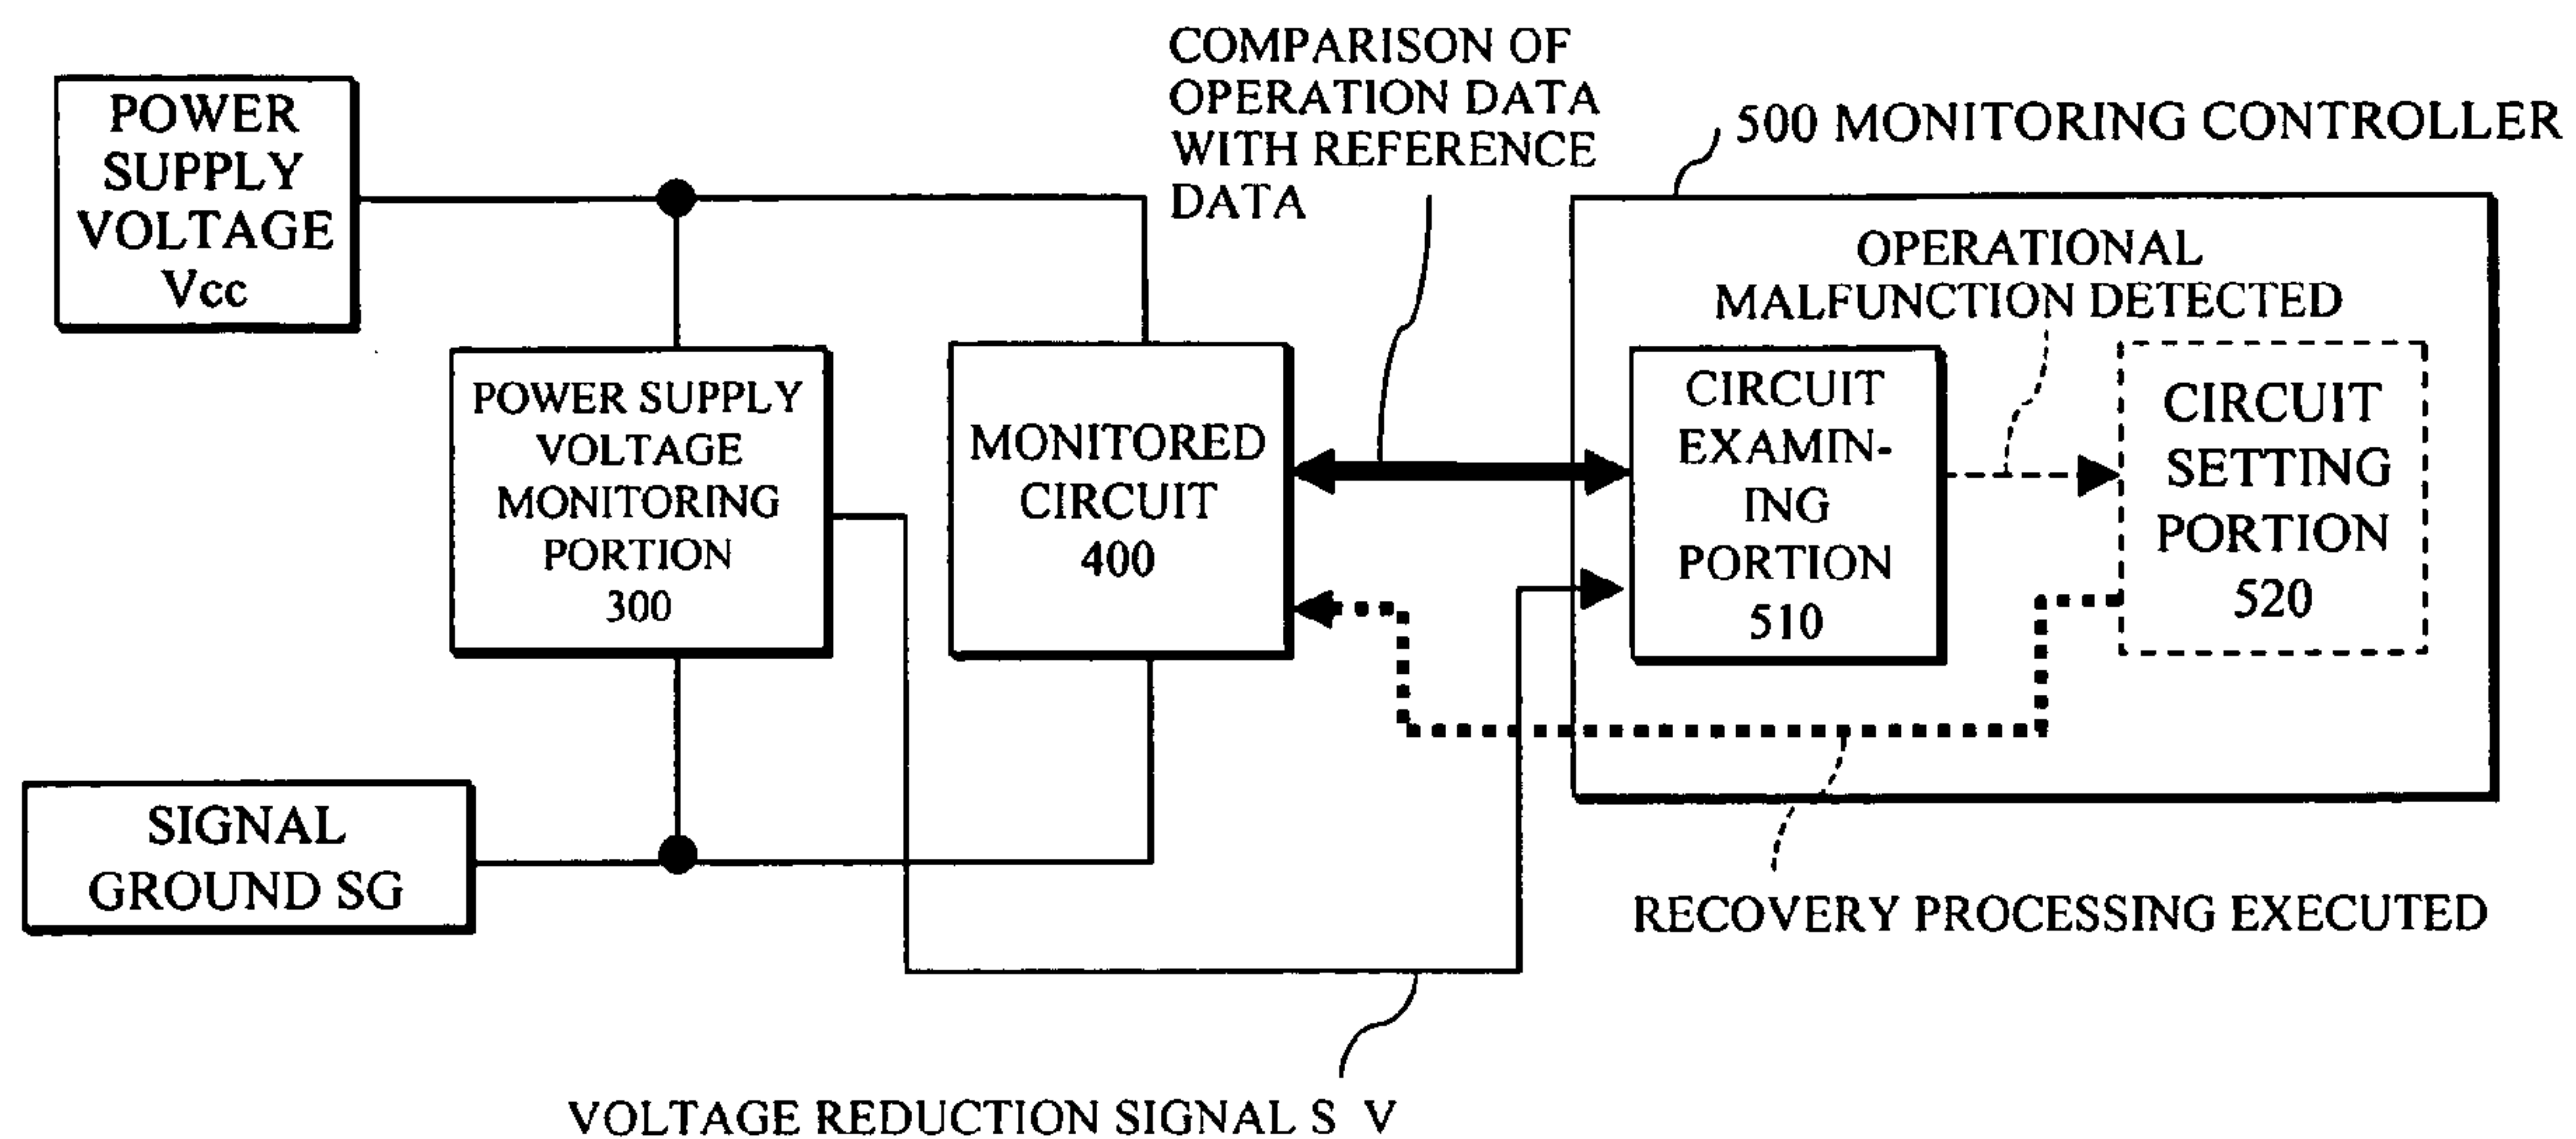 POWER
SUPPLY
VOLTAGE
Vcc
COMPARISON OF
OPERATION DATA
WITH REFERENCE
DATA
500 MONITORING CONTROLLER
OPERATIONAL
MALFUNCTION DETECTED
POWER SUPPLY
VOLTAGE
MONITORING
PORTION
300
MONITORED
CIRCUIT
400
CIRCUIT
EXAMIN-
ING
PORTION
510
CIRCUIT
SETTING
PORTION
520
SIGNAL
GROUND SG
RECOVERY PROCESSING EXECUTED
VOLTAGE REDUCTION SIGNAL S V